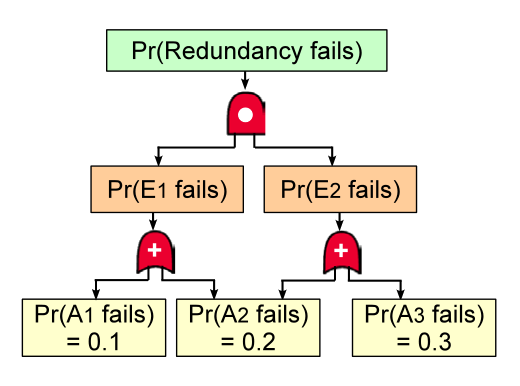 Pr(Redundancy fails)
Pr(E1 fails)
Pr(E2 fails)
+
+
Pr(A1 fails)
= 0.1
Pr(A2 fails)
= 0.2
Pr(A3 fails)
= 0.3